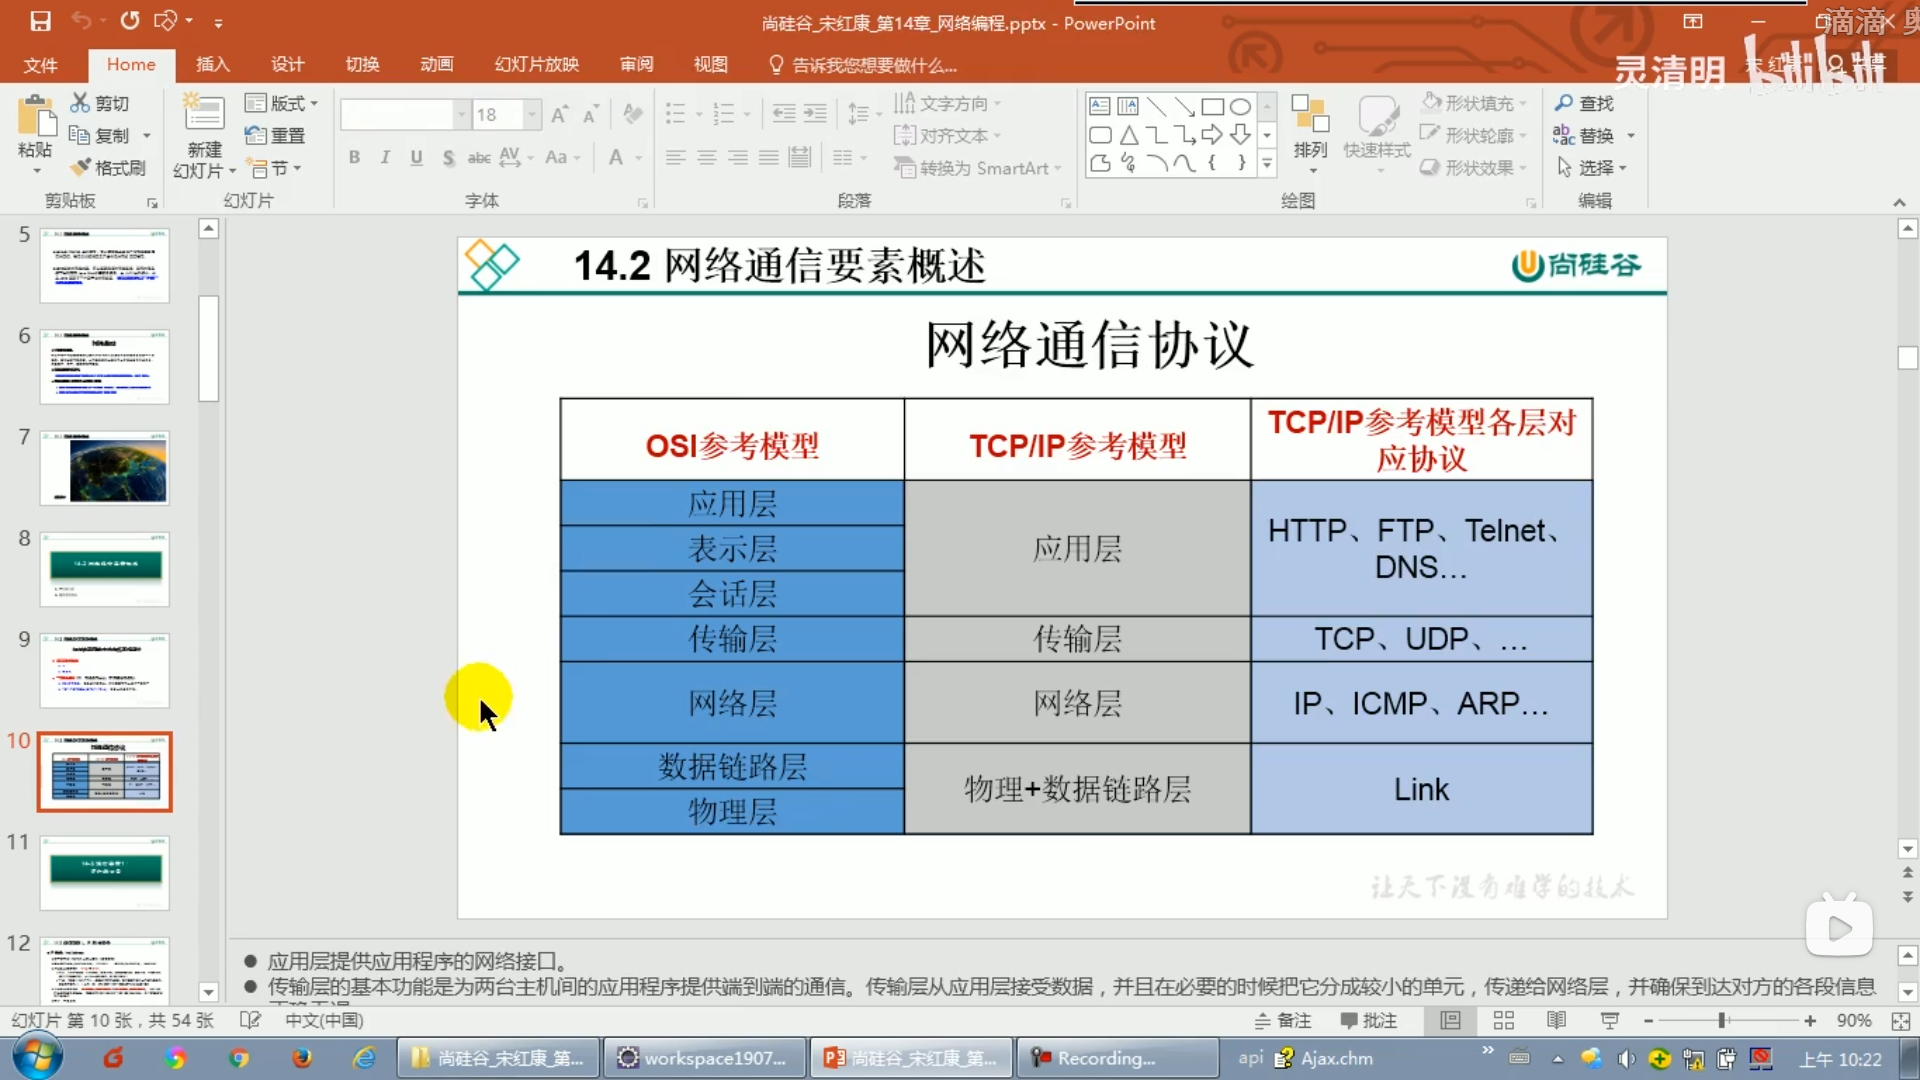 尚硅谷_宋红康_第14章_网络编程.pptx - PowerPoint
滴滴
文件
Home
插入
设计
切换
动画
幻灯片放映
审阅
视图
告诉我您想要做什么...
灵清明
bilibili
粘贴
剪切
复制
格式刷
剪贴板
新建
幻灯片
版式
重置
节
幻灯片
18
B I U S abc AV Aa A
字体
文字方向
对齐文本
转换为 SmartArt
段落
排列
快速样式
形状填充
形状轮廓
形状效果
绘图
查找
替换
选择
编辑
5
6
7
8
9
10
11
12
14.2 网络通信要素概述
尚硅谷
网络通信协议
OSI参考模型
TCP/IP参考模型
TCP/IP参考模型各层对
应协议
应用层
表示层
会话层
应用层
HTTP、FTP、Telnet、
DNS…
传输层
传输层
TCP、UDP、…
网络层
网络层
IP、ICMP、ARP…
数据链路层
物理层
物理+数据链路层
Link
让天下没有难学的技术
● 应用层提供应用程序的网络接口。
● 传输层的基本功能是为两台主机间的应用程序提供端到端的通信。传输层从应用层接受数据，并且在必要的时候把它分成较小的单元，传递给网络层，并确保到达对方的各段信息
幻灯片 第 10 张，共 54 张
中文(中国)
备注
批注
90%
尚硅谷_宋红康_第...
workspace1907...
尚硅谷_宋红康_第...
Recording...
api
Ajax.chm
上午 10:22